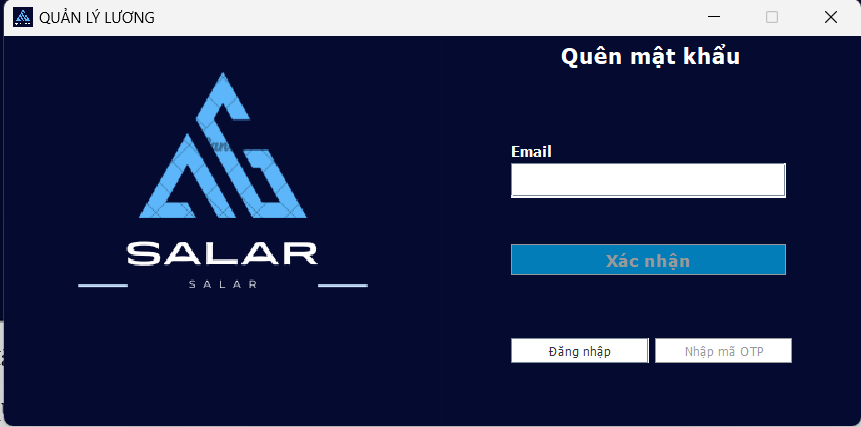 QUẢN LÝ LƯƠNG
Quên mật khẩu
Email
SALAR
SALAR
Xác nhận
Đăng nhập
Nhập mã OTP